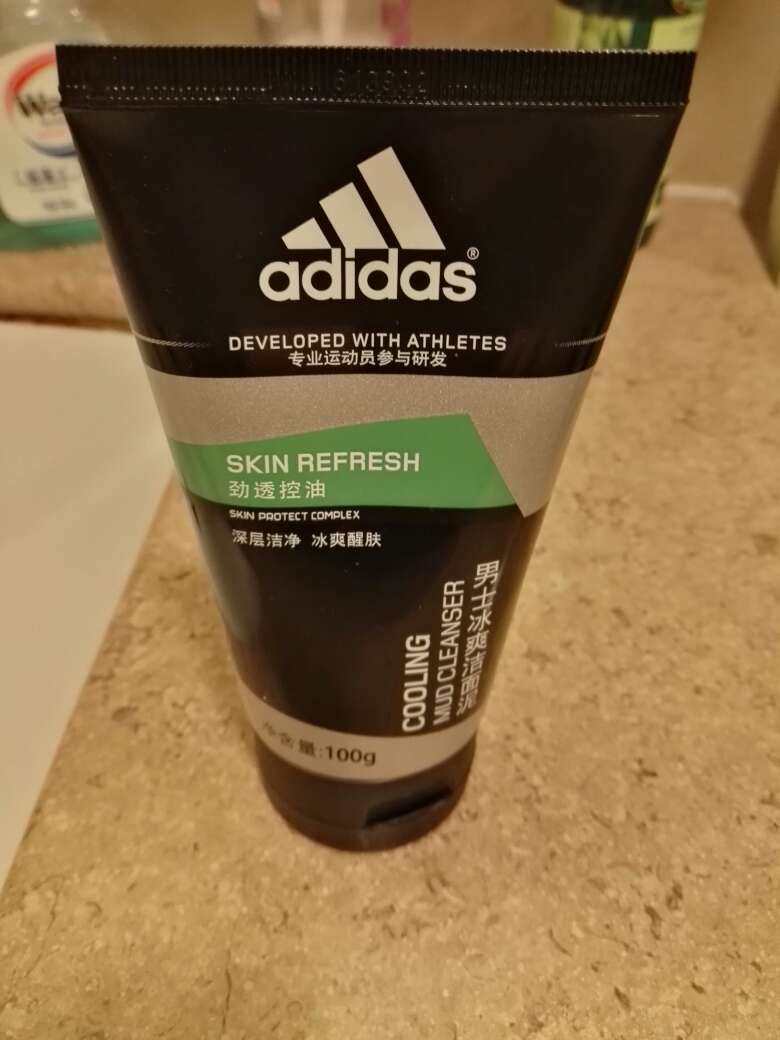 adidas®
DEVELOPED WITH ATHLETES
专业运动员参与研发
SKIN REFRESH
劲透控油
SKIN PROTECT COMPLEX
深层洁净 冰爽醒肤
COOLING
MUD CLEANSER
男士冰爽洁面泥
净含量:100g